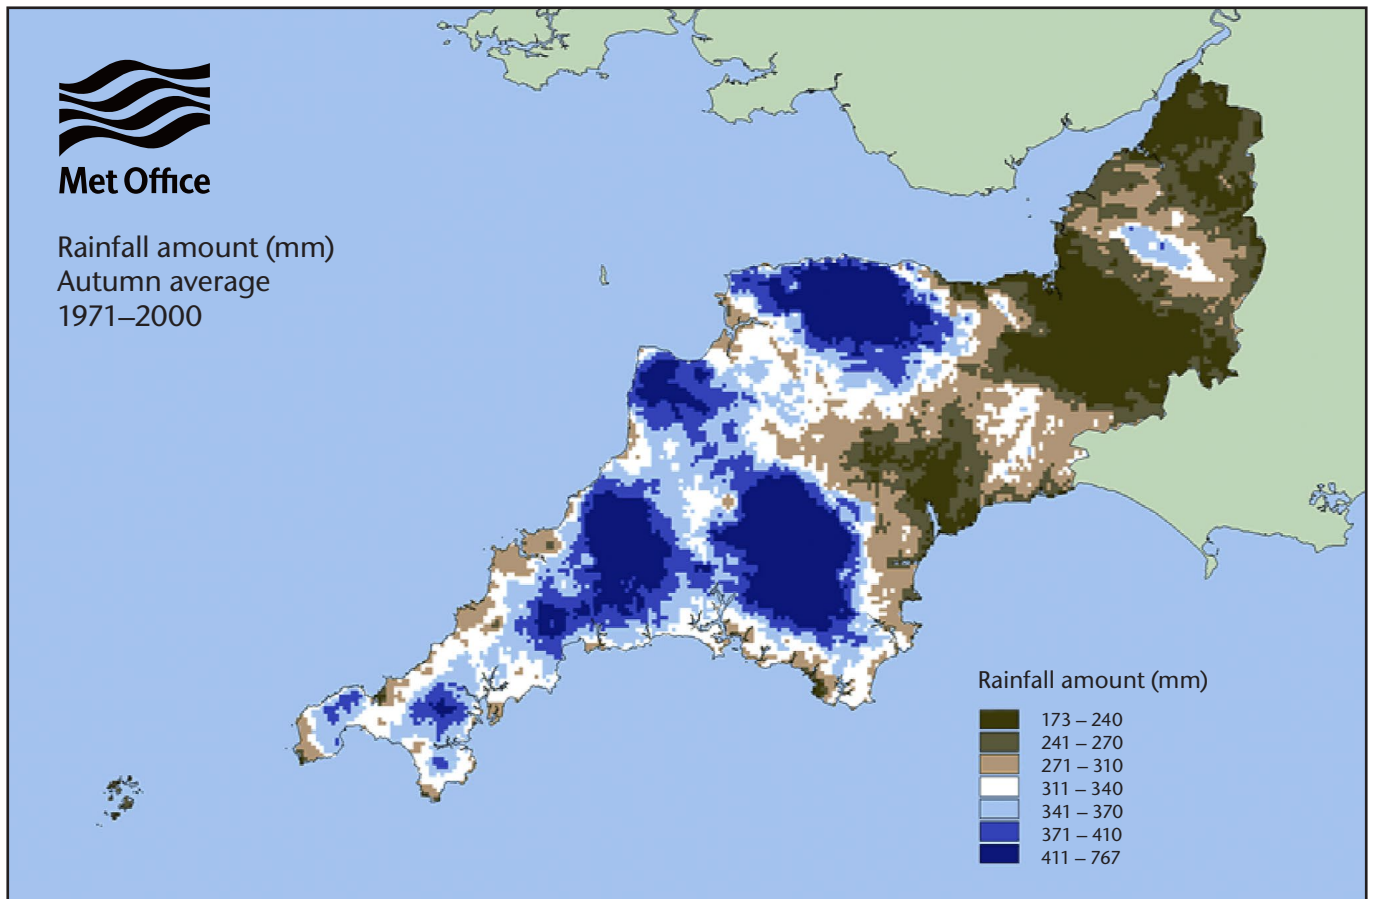 Met Office
Rainfall amount (mm)
Autumn average
1971–2000
Rainfall amount (mm)
173 – 240
241 – 270
271 – 310
311 – 340
341 – 370
371 – 410
411 – 767